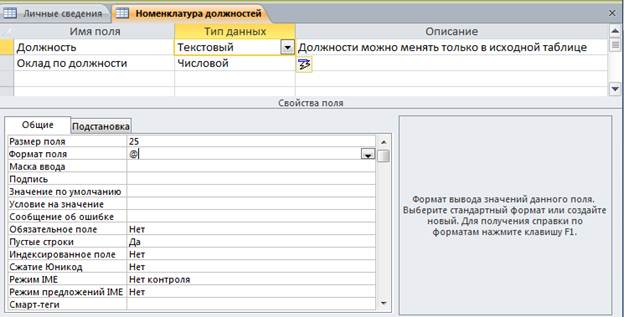 Личные сведения Номенклатура должностей
Имя поля Тип данных Описание
Должность Текстовый Должности можно менять только в исходной таблице
Оклад по должности Числовой
Свойства поля
Общие Подстановка
Размер поля 25
Формат поля @
Маска ввода
Подпись
Значение по умолчанию
Условие на значение
Сообщение об ошибке
Обязательное поле Нет
Пустые строки Да
Индексированное поле Нет
Сжатие Юникод Нет
Режим IME Нет контроля
Режим предложений IME Нет
Смарт-теги
Формат вывода значений данного поля.
Выберите стандартный формат или создайте
новый. Для получения справки по
форматам нажмите клавишу F1.